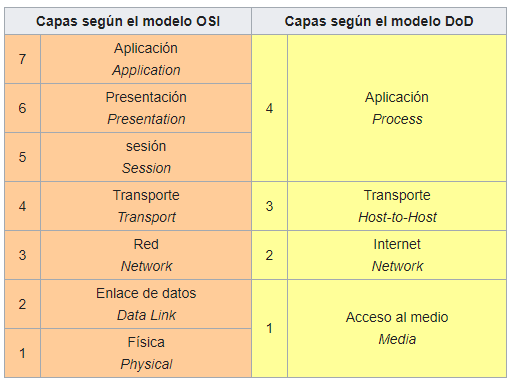 Capas según el modelo OSI Capas según el modelo DoD
7 Aplicación
Application
6 Presentación
Presentation
5 sesión
Session
4 Aplicación
Process
4 Transporte
Transport
3 Transporte
Host-to-Host
3 Red
Network
2 Internet
Network
2 Enlace de datos
Data Link
1 Física
Physical
1 Acceso al medio
Media